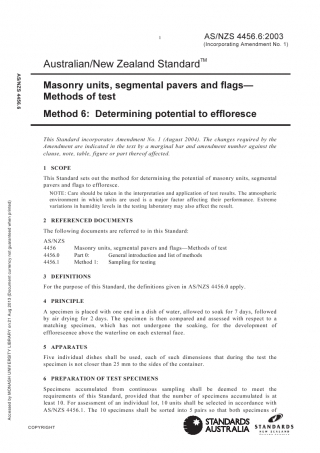 1
AS/NZS 4456.6:2003
(Incorporating Amendment No. 1)
Australian/New Zealand Standard™
Masonry units, segmental pavers and flags—
Methods of test
Method 6: Determining potential to effloresce
This Standard incorporates Amendment No. 1 (August 2004). The changes required by the
Amendment are indicated in the text by a marginal bar and amendment number against the
clause, note, table, figure or part thereof affected.
1 SCOPE
This Standard sets out the method for determining the potential of masonry units, segmental
pavers and flags to effloresce.
NOTE: Care should be taken in the interpretation and application of test results. The atmospheric
environment in which units are used is a major factor affecting their performance. Extreme
variations in humidity levels in the testing laboratory may also affect the result.
2 REFERENCED DOCUMENTS
The following documents are referred to in this Standard:
AS/NZS
4456 Masonry units, segmental pavers and flags—Methods of test
4456.0 Part 0: General introduction and list of methods
4456.1 Method 1: Sampling for testing
3 DEFINITIONS
For the purpose of this Standard, the definitions given in AS/NZS 4456.0 apply.
4 PRINCIPLE
A specimen is placed with one end in a dish of water, allowed to soak for 7 days, followed
by air drying for 2 days. The specimen is then compared and assessed with respect to a
matching specimen, which has not undergone the soaking, for the development of
efflorescence above the waterline on each external face.
5 APPARATUS
Five individual dishes shall be used, each of such dimensions that during the test the
specimen is not closer than 25 mm to the sides of the container.
6 PREPARATION OF TEST SPECIMENS
Specimens accumulated from continuous sampling shall be deemed to meet the
requirements of this Standard, provided that the number of specimens accumulated is at
least 10. For assessment of an individual lot, 10 units shall be selected in accordance with
AS/NZS 4456.1. The 10 specimens shall be sorted into 5 pairs so that both specimens of
COPYRIGHT
STANDARDS
AUSTRALIA
STANDARDS
NEW ZEALAND
AS/NZS 4456.6
Accessed by MONASH UNIVERSITY LIBRARY on 21 Aug 2013 (Document currency not guaranteed when printed)